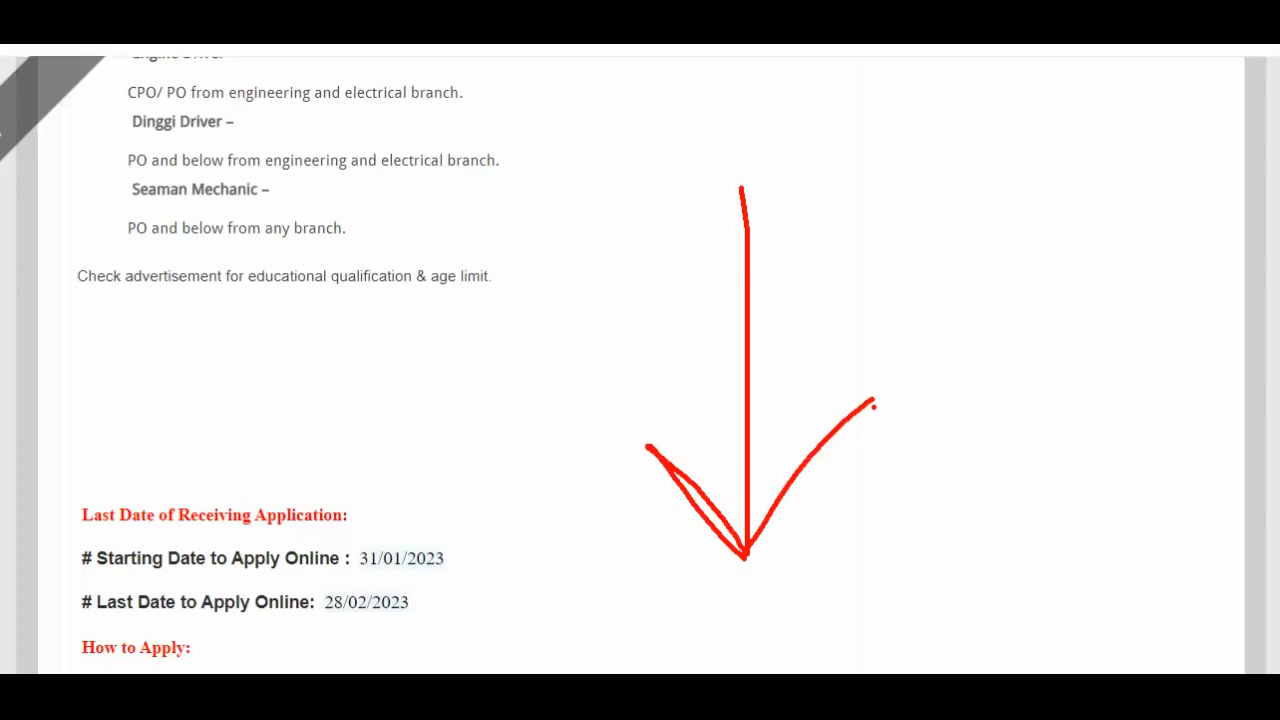 Engine Driver
CPO/ PO from engineering and electrical branch.
Dinggi Driver –
PO and below from engineering and electrical branch.
Seaman Mechanic –
PO and below from any branch.
Check advertisement for educational qualification & age limit.
Last Date of Receiving Application:
# Starting Date to Apply Online : 31/01/2023
# Last Date to Apply Online: 28/02/2023
How to Apply: